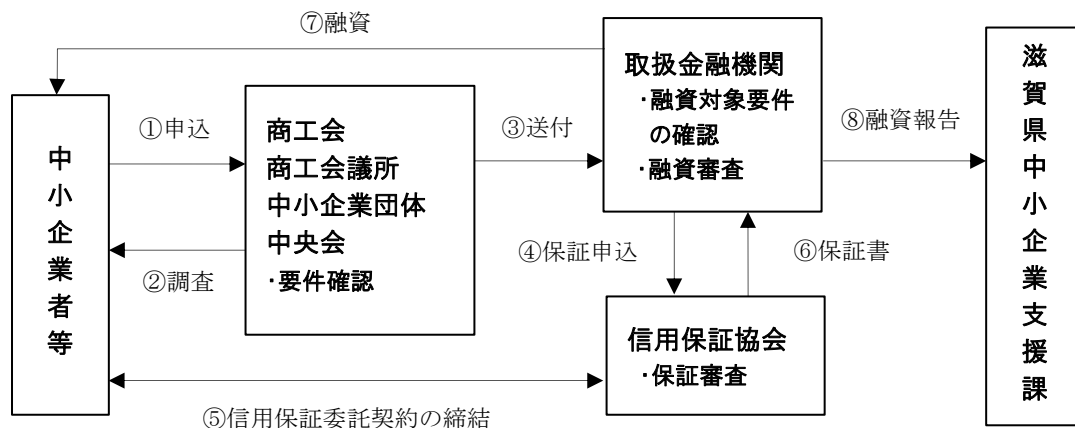 ⑦融資
中小企業者等
①申込
②調査
商工会
商工会議所
中小企業団体
中央会
・要件確認
③送付
取扱金融機関
・融資対象要件
の確認
・融資審査
④保証申込
⑥保証書
信用保証協会
・保証審査
⑤信用保証委託契約の締結
⑧融資報告
滋賀県中小企業支援課